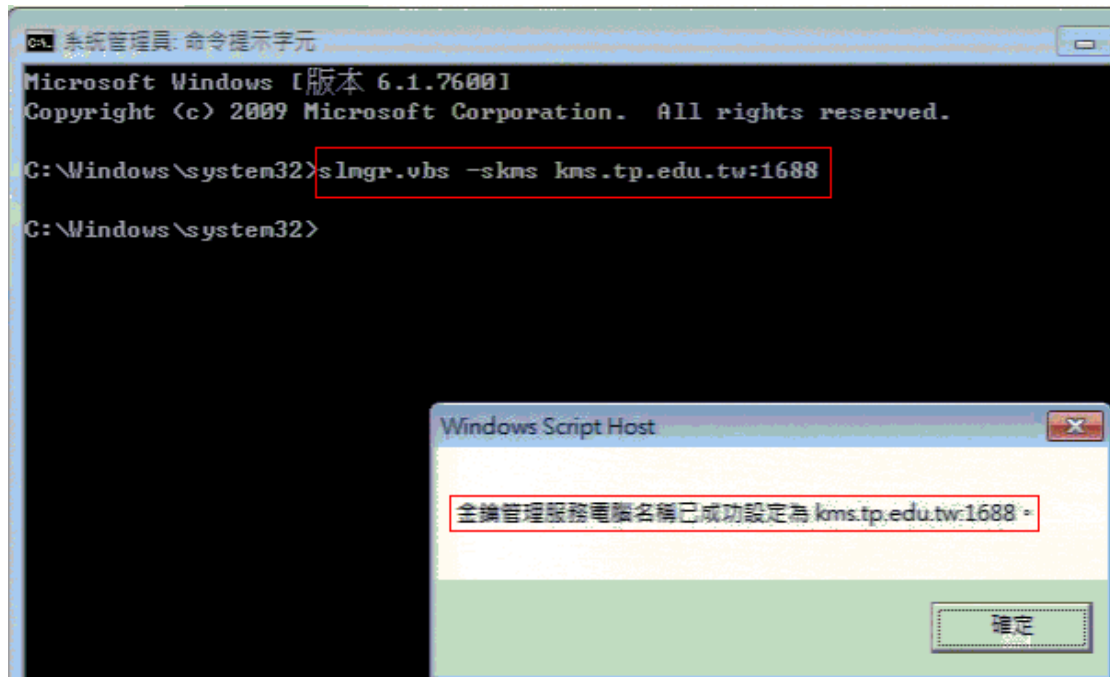 系統管理員: 命令提示字元
Microsoft Windows [版本 6.1.7600]
Copyright (c) 2009 Microsoft Corporation.  All rights reserved.
C:\Windows\system32>slmgr.vbs -skms kms.tp.edu.tw:1688
C:\Windows\system32>
Windows Script Host
金鑰管理服務電腦名稱已成功設定為 kms.tp.edu.tw:1688。
確定